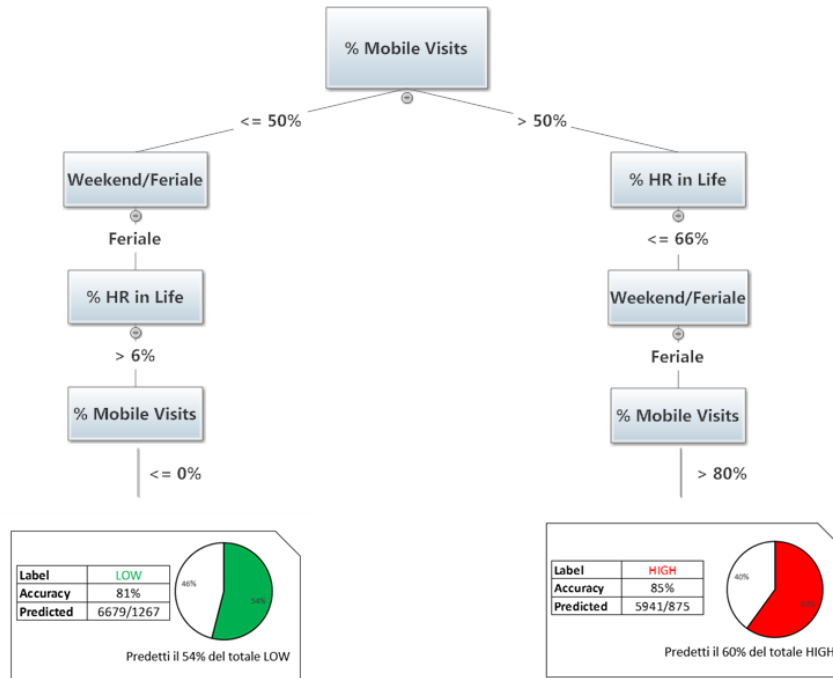 % Mobile Visits
<= 50%
> 50%
Weekend/Feriale
% HR in Life
Feriale
<= 66%
% HR in Life
Weekend/Feriale
> 6%
Feriale
% Mobile Visits
% Mobile Visits
<= 0%
> 80%
Label LOW
Accuracy 81%
Predicted 6679/1267
46%
54%
Predetti il 54% del totale LOW
Label HIGH
Accuracy 85%
Predicted 5941/875
40%
60%
Predetti il 60% del totale HIGH